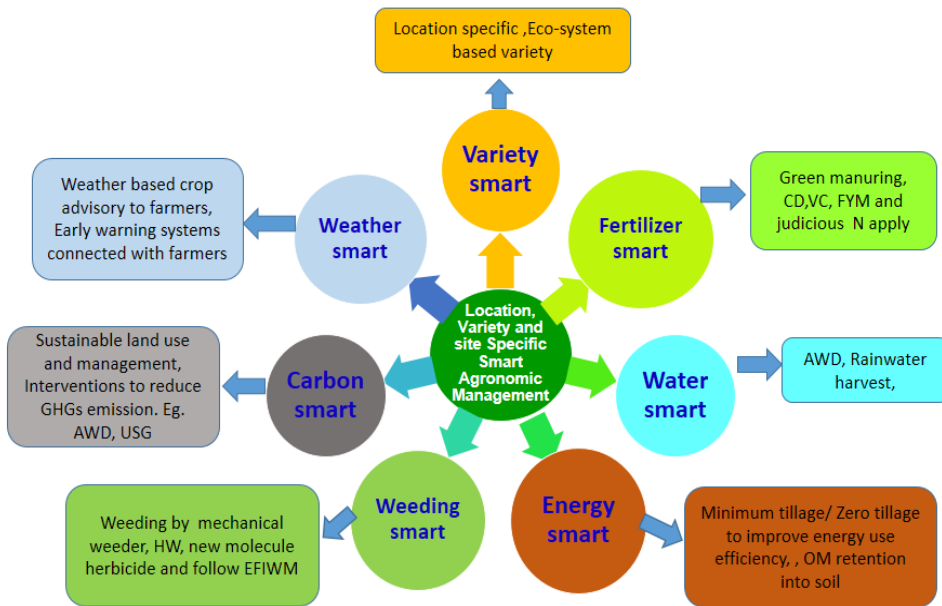 Location specific ,Eco-system
based variety
Variety
smart
Weather based crop
advisory to farmers,
Early warning systems
connected with farmers
Weather
smart
Fertilizer
smart
Green manuring,
CD,VC, FYM and
judicious N apply
Location,
Variety and
site Specific
Smart
Agronomic
Management
Sustainable land use
and management,
Interventions to reduce
GHGs emission. Eg.
AWD, USG
Carbon
smart
Water
smart
AWD, Rainwater
harvest,
Weeding by mechanical
weeder, HW, new molecule
herbicide and follow EFIWM
Weeding
smart
Energy
smart
Minimum tillage/ Zero tillage
to improve energy use
efficiency, , OM retention
into soil